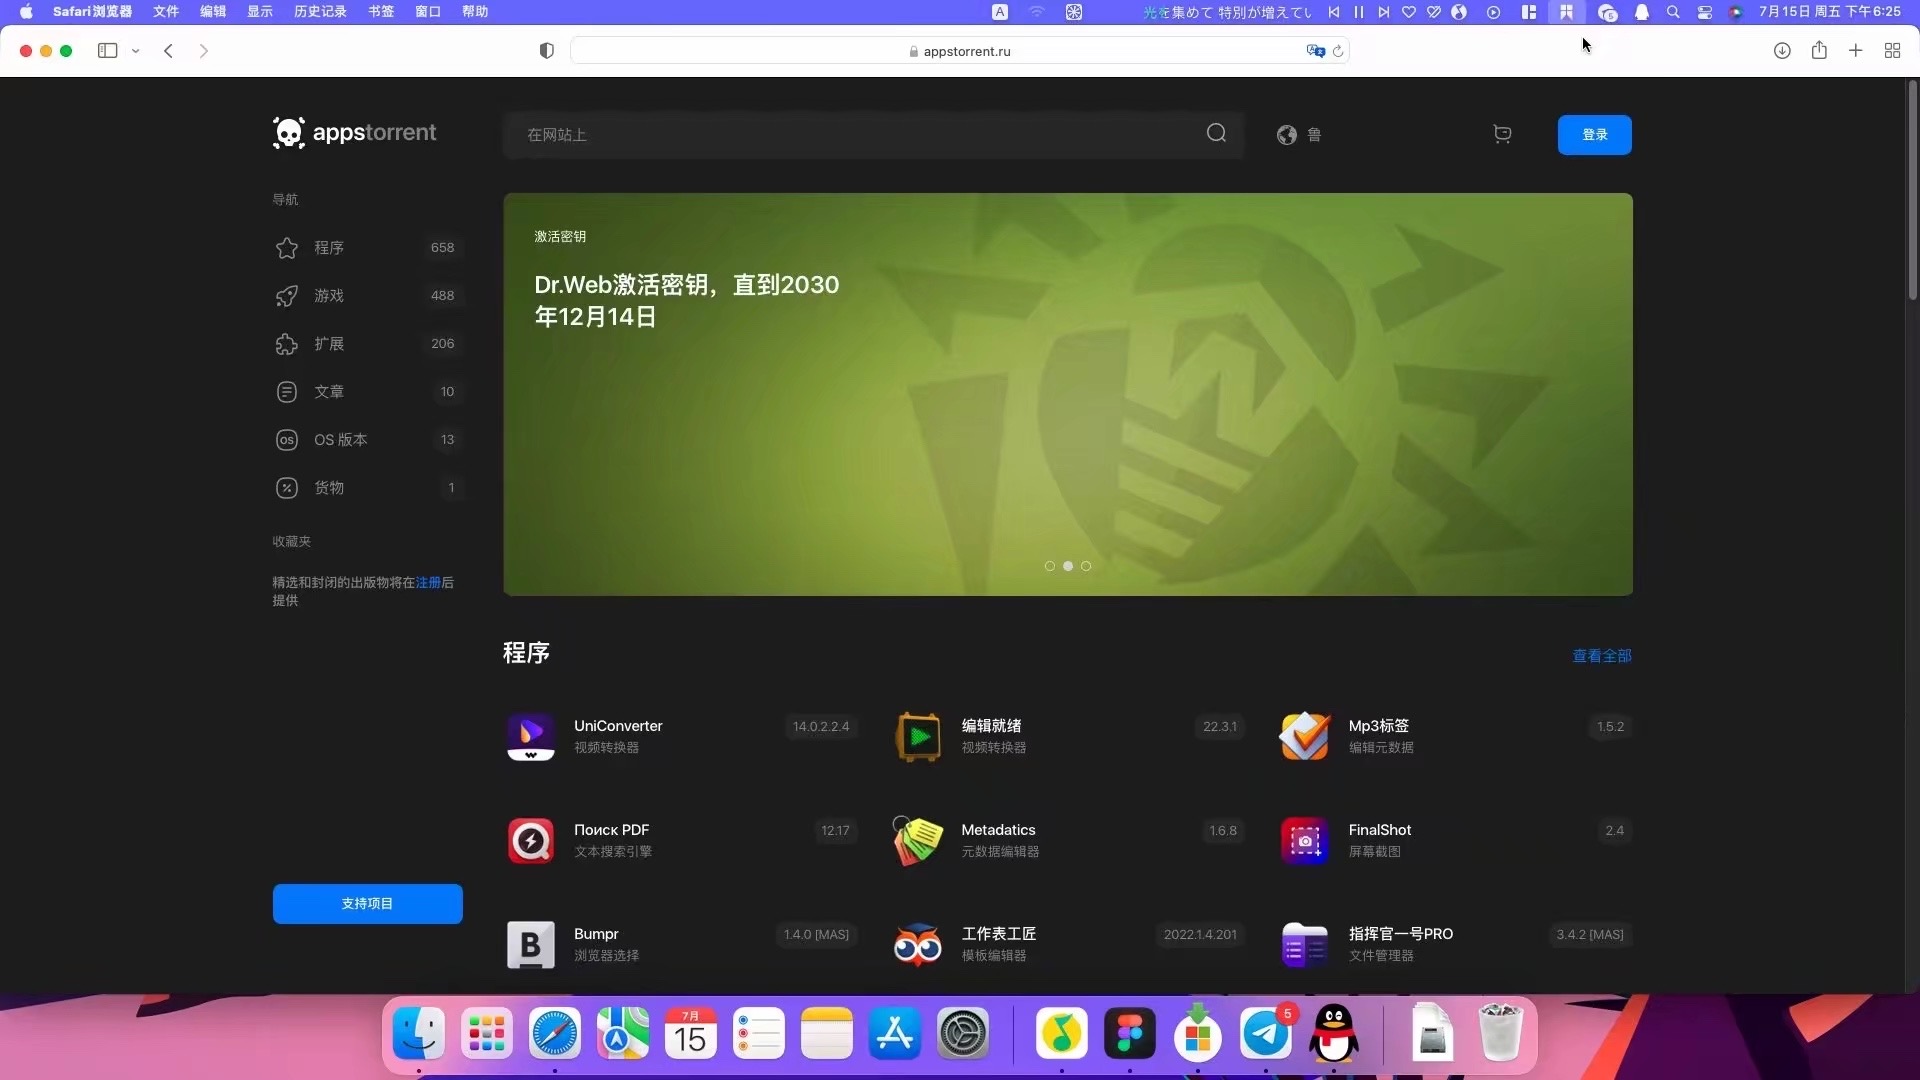 Safari浏览器 文件 编辑 显示 历史记录 书签 窗口 帮助
A
光を集めて 特別が増えてい
5
7月15日 周五 下午6:25
appstorrent.ru
appstorrent
在网站上
鲁
登录
导航
程序 658
游戏 488
扩展 206
文章 10
OS 版本 13
货物 1
收藏夹
精选和封闭的出版物将在注册后
提供
支持项目
激活密钥
Dr.Web激活密钥，直到2030
年12月14日
程序
查看全部
UniConverter 14.0.2.2.4
视频转换器
编辑就绪 22.3.1
视频转换器
Mp3标签 1.5.2
编辑元数据
Поиск PDF 12.17
文本搜索引擎
Metadatics 1.6.8
元数据编辑器
FinalShot 2.4
屏幕截图
B
Bumpr 1.4.0 [MAS]
浏览器选择
工作表工匠 2022.1.4.201
模板编辑器
指挥官一号PRO 3.4.2 [MAS]
文件管理器
7月
15
5